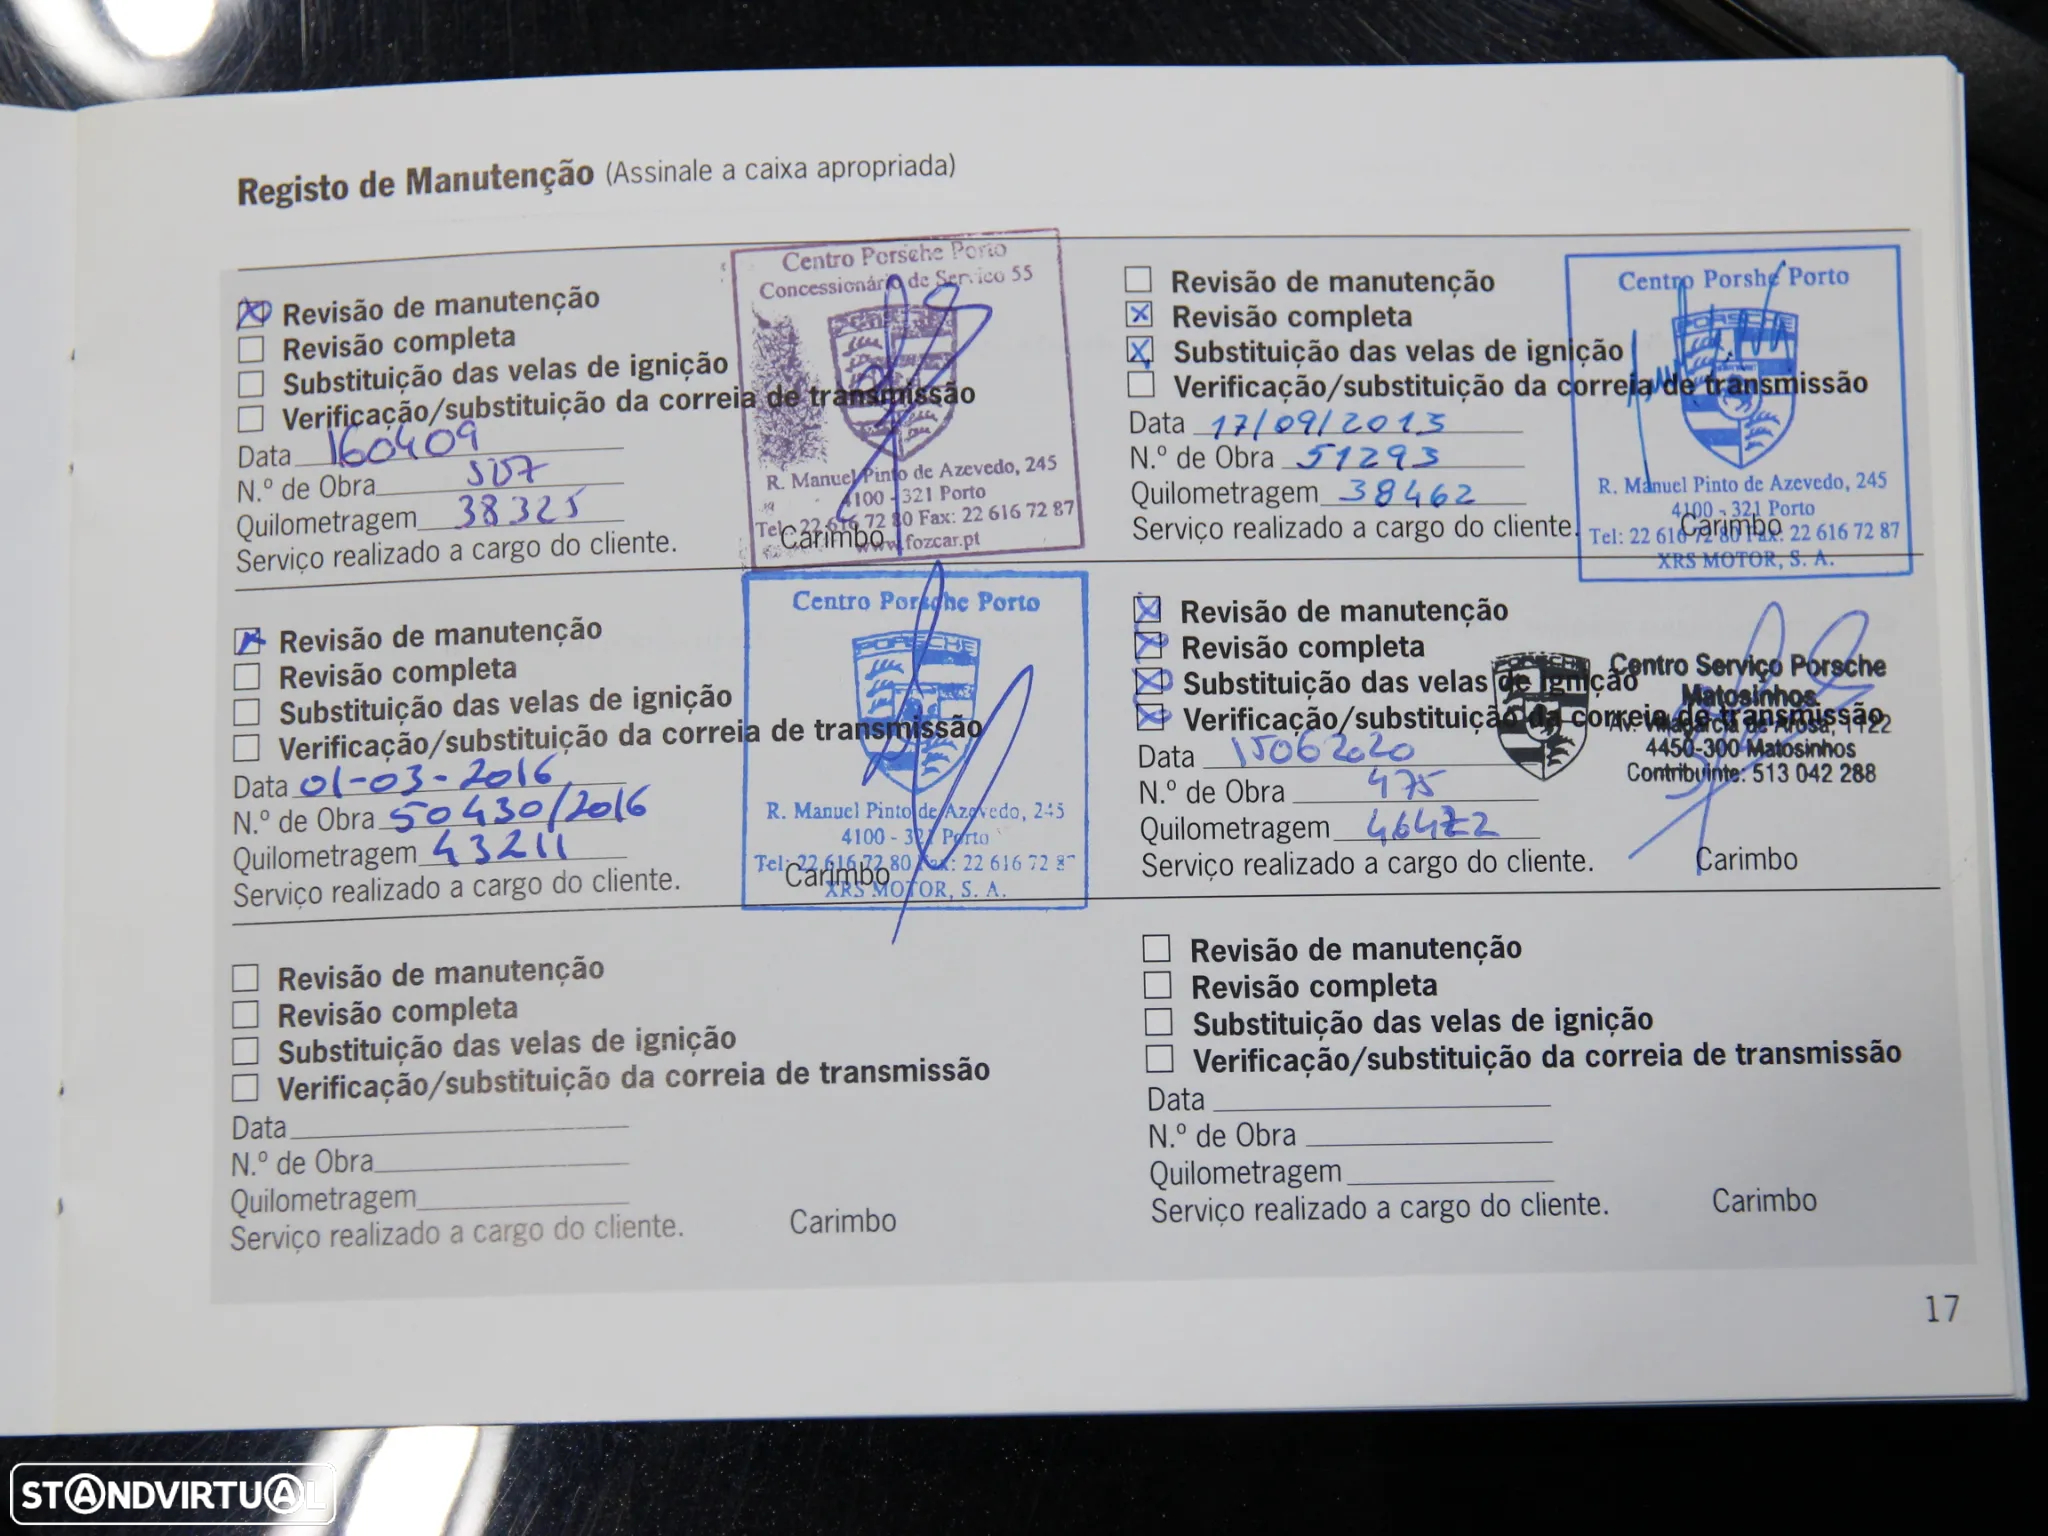 Registo de Manutenção (Assinale a caixa apropriada)
Revisão de manutenção
Revisão completa
Substituição das velas de ignição
Verificação/substituição da correia de transmissão
Data 160409
N.º de Obra 507
Quilometragem 38325
Serviço realizado a cargo do cliente.
Carimbo
Centro Porsche Porto
Concessionário de Serviço 55
PORSCHE
R. Manuel Pinto de Azevedo, 245
4100 - 321 Porto
Tel: 22 616 72 80 Fax: 22 616 72 87
www.fozcar.pt
Revisão de manutenção
Revisão completa
Substituição das velas de ignição
Verificação/substituição da correia de transmissão
Data 17/09/2013
N.º de Obra 51293
Quilometragem 38462
Serviço realizado a cargo do cliente.
Carimbo
Centro Porshe Porto
PORSCHE
R. Manuel Pinto de Azevedo, 245
4100 - 321 Porto
Tel: 22 616 72 80 Fax: 22 616 72 87
XRS MOTOR, S. A.
Revisão de manutenção
Revisão completa
Substituição das velas de ignição
Verificação/substituição da correia de transmissão
Data 01-03-2016
N.º de Obra 50430/2016
Quilometragem 43211
Serviço realizado a cargo do cliente.
Carimbo
Centro Porsche Porto
PORSCHE
R. Manuel Pinto de Azevedo, 245
4100 - 321 Porto
Tel: 22 616 72 80 Fax: 22 616 72 87
XRS MOTOR, S. A.
Revisão de manutenção
Revisão completa
Substituição das velas de ignição
Verificação/substituição da correia de transmissão
Data 15062020
N.º de Obra 475
Quilometragem 46472
Serviço realizado a cargo do cliente.
Carimbo
PORSCHE
Centro Serviço Porsche
Matosinhos
Av. Vilagarcia de Arosa, 1122
4450-300 Matosinhos
Contribuinte: 513 042 288
Revisão de manutenção
Revisão completa
Substituição das velas de ignição
Verificação/substituição da correia de transmissão
Data
N.º de Obra
Quilometragem
Serviço realizado a cargo do cliente.
Carimbo
Revisão de manutenção
Revisão completa
Substituição das velas de ignição
Verificação/substituição da correia de transmissão
Data
N.º de Obra
Quilometragem
Serviço realizado a cargo do cliente.
Carimbo
17
STANDVIRTUAL